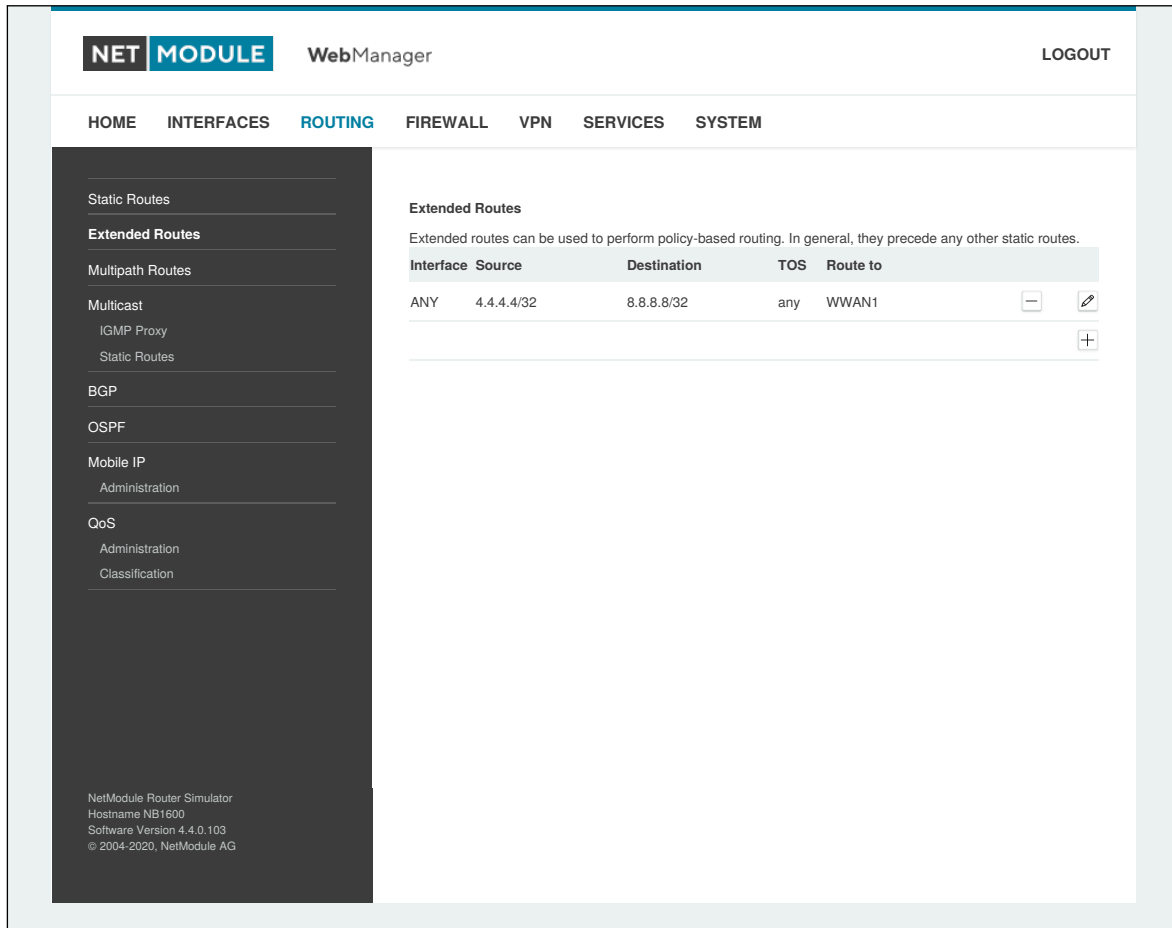 NET MODULE WebManager LOGOUT
HOME INTERFACES ROUTING FIREWALL VPN SERVICES SYSTEM
Static Routes
Extended Routes
Multipath Routes
Multicast
IGMP Proxy
Static Routes
BGP
OSPF
Mobile IP
Administration
QoS
Administration
Classification
NetModule Router Simulator
Hostname NB1600
Software Version 4.4.0.103
© 2004-2020, NetModule AG
Extended Routes
Extended routes can be used to perform policy-based routing. In general, they precede any other static routes.
Interface Source Destination TOS Route to
ANY 4.4.4.4/32 8.8.8.8/32 any WWAN1